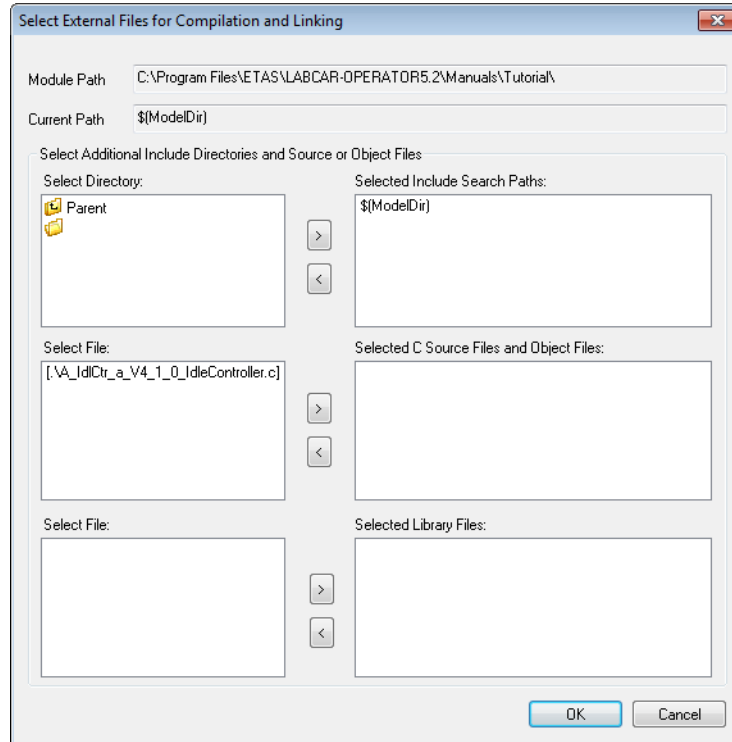 Select External Files for Compilation and Linking
Module Path
C:\Program Files\ETAS\LABCAR-OPERATOR5.2\Manuals\Tutorial\
Current Path
$(ModelDir)
Select Additional Include Directories and Source or Object Files
Select Directory:
Selected Include Search Paths:
Parent
$(ModelDir)
>
<
Select File:
Selected C Source Files and Object Files:
[.\A_IdlCtr_a_V4_1_0_IdleController.c]
>
<
Select File:
Selected Library Files:
>
<
OK
Cancel